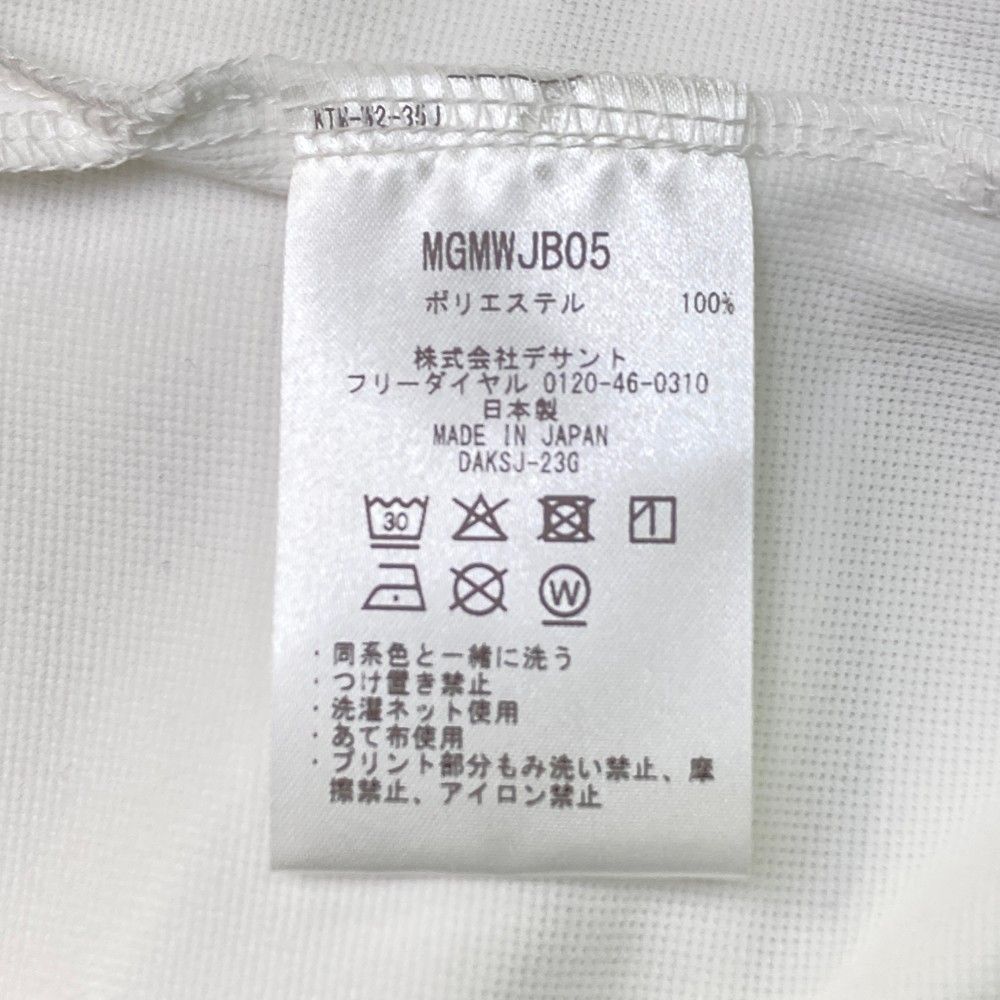 MGMWJB05
ポリエステル 100%
株式会社デサント
フリーダイヤル 0120-46-0310
日本製
MADE IN JAPAN
DAKSJ-23G
30
W
・同系色と一緒に洗う
・つけ置き禁止
・洗濯ネット使用
・あて布使用
・プリント部分もみ洗い禁止、摩
擦禁止、アイロン禁止